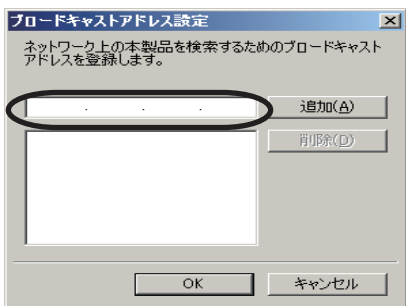 ブロードキャストアドレス設定
ネットワーク上の本製品を検索するためのブロードキャスト
アドレスを登録します。
. . .
追加(A)
削除(D)
OK
キャンセル